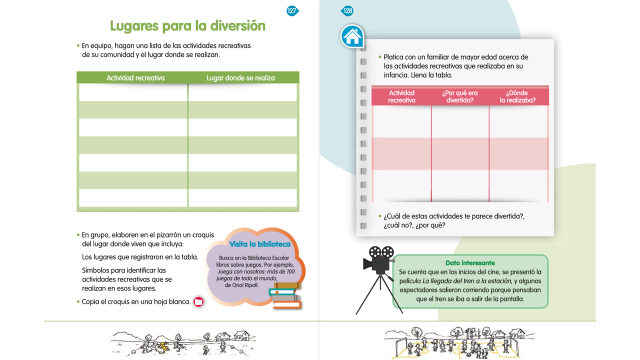 127
Lugares para la diversión
• En equipo, hagan una lista de las actividades recreativas
de su comunidad y el lugar donde se realizan.
Actividad recreativa
Lugar donde se realiza
• En grupo, elaboren en el pizarrón un croquis
del lugar donde viven que incluya:
Los lugares que registraron en la tabla.
Símbolos para identificar las
actividades recreativas que se
realizan en esos lugares.
• Copia el croquis en una hoja blanca.
Visita la biblioteca
Busca en la Biblioteca Escolar
libros sobre juegos. Por ejemplo,
Juega con nosotros: más de 100
juegos de todo el mundo,
de Oriol Ripoll.
128
• Platica con un familiar de mayor edad acerca de
las actividades recreativas que realizaba en su
infancia. Llena la tabla.
Actividad
recreativa
¿Por qué era
divertida?
¿Dónde
la realizaba?
• ¿Cuál de estas actividades te parece divertida?,
¿cuál no?, ¿por qué?
Dato interesante
Se cuenta que en los inicios del cine, se presentó la
película La llegada del tren a la estación, y algunos
espectadores salieron corriendo porque pensaban
que el tren se iba a salir de la pantalla.